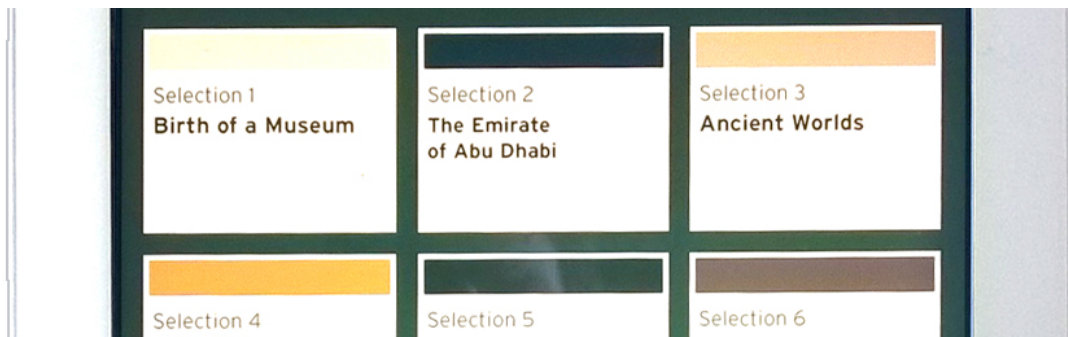 Selection 1
Birth of a Museum
Selection 2
The Emirate
of Abu Dhabi
Selection 3
Ancient Worlds
Selection 4
Selection 5
Selection 6